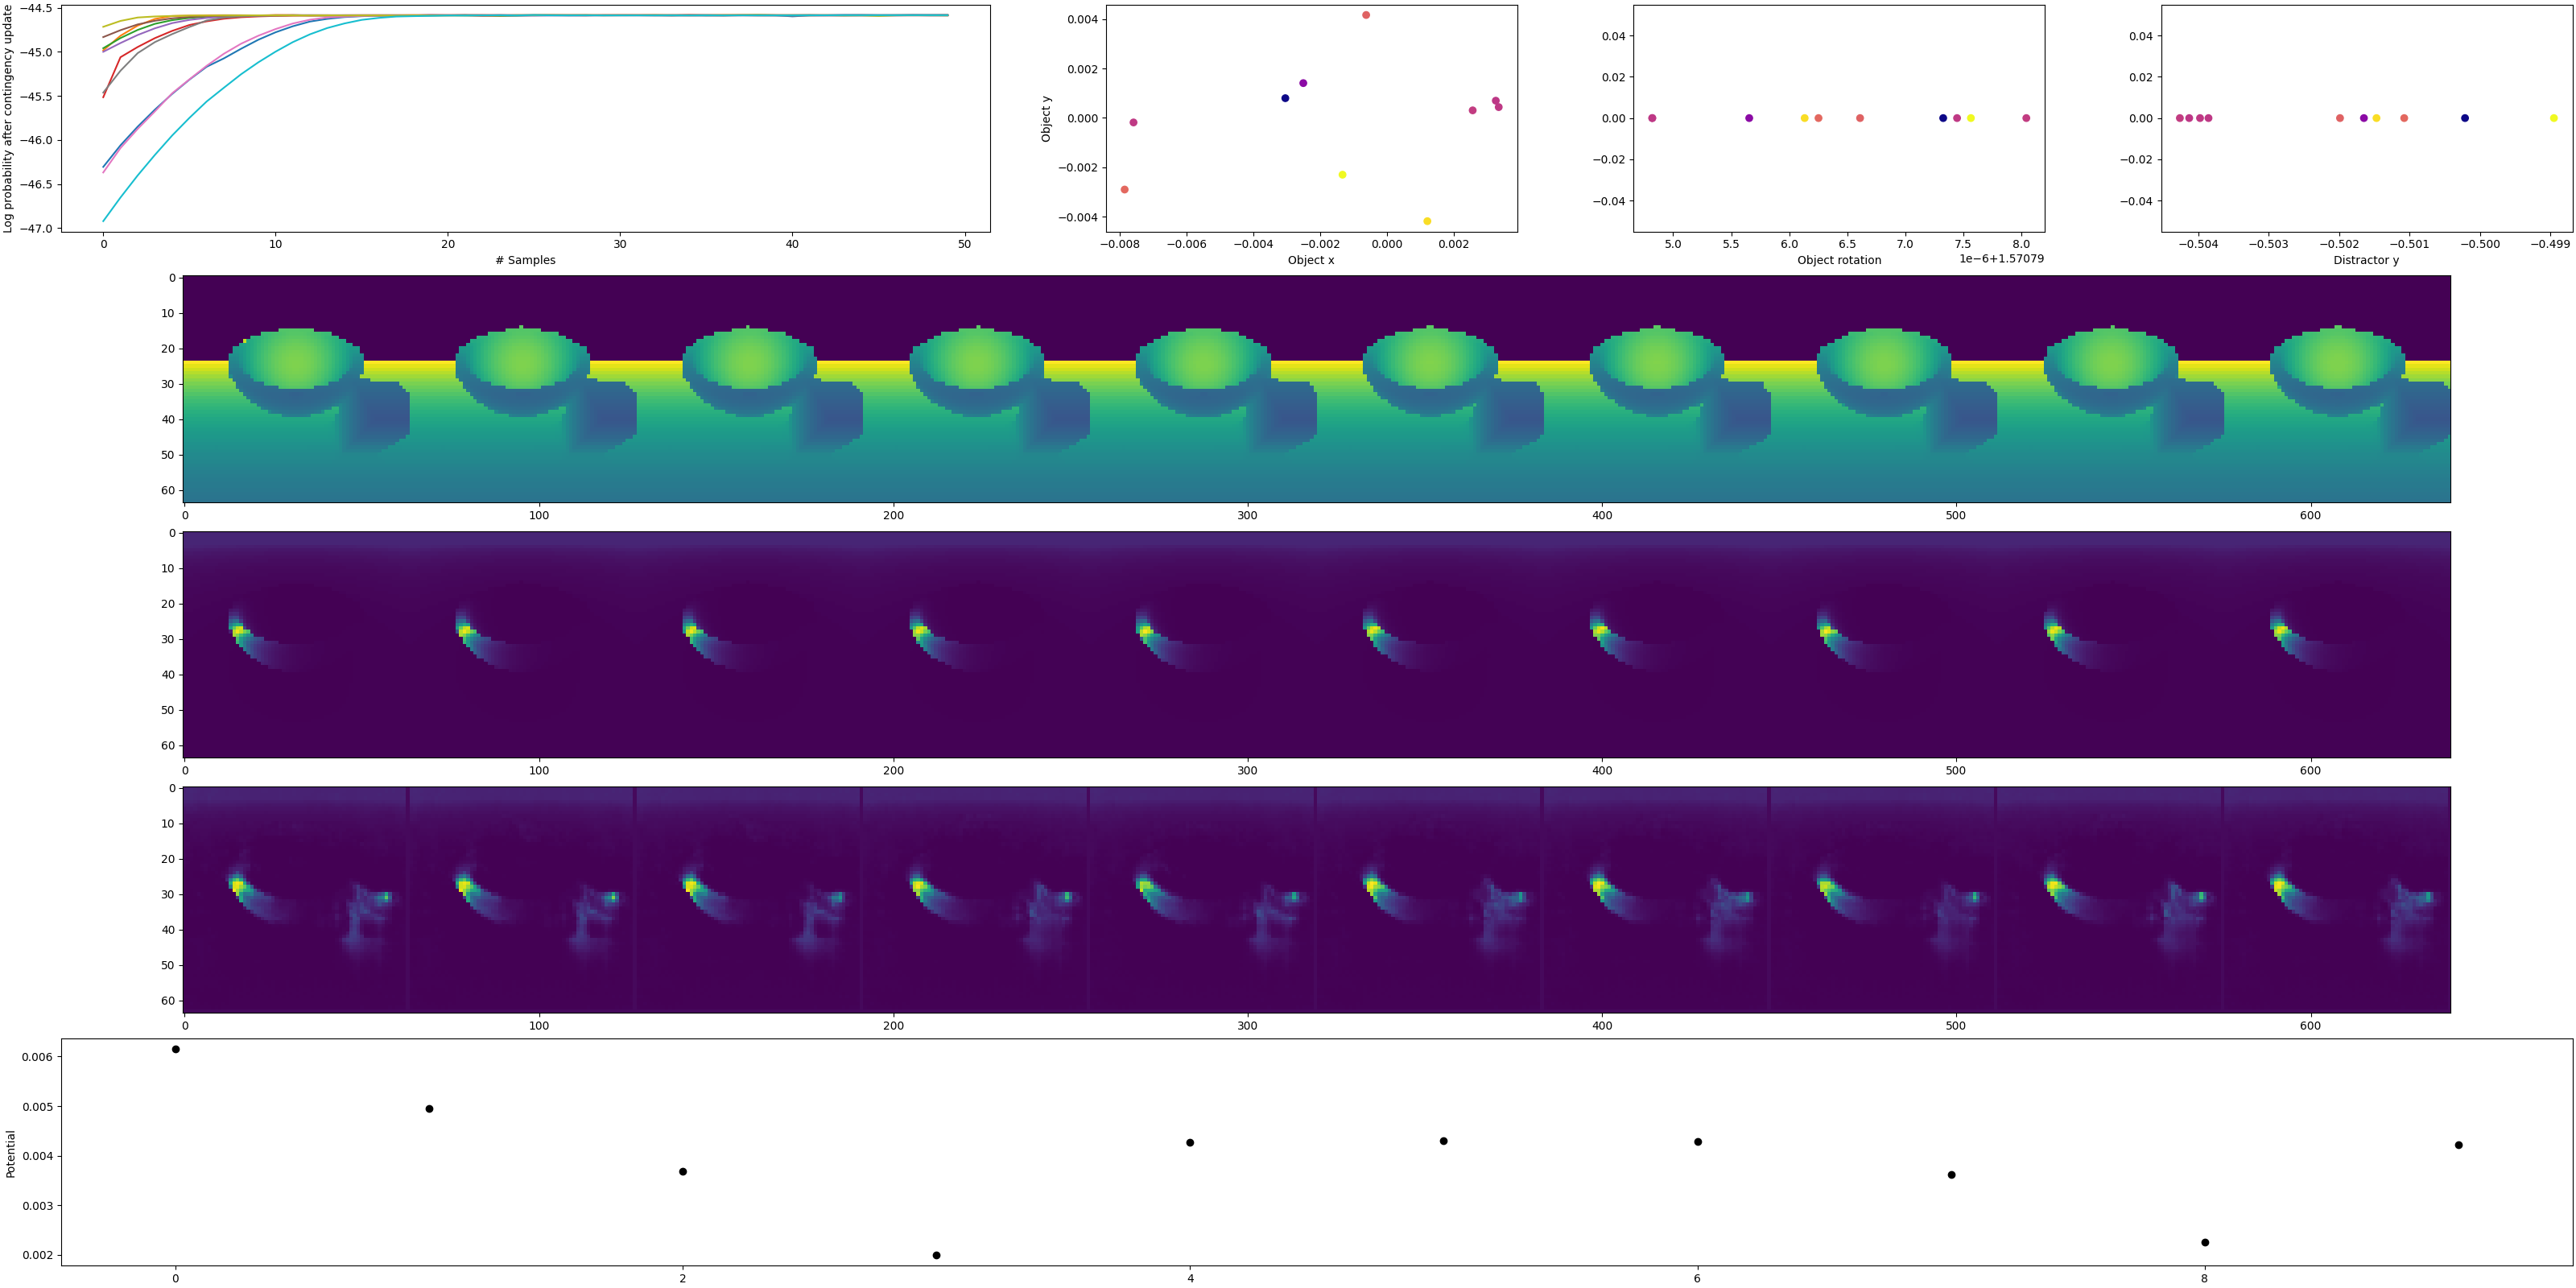 Log probability after contingency update
−44.5
−45.0
−45.5
−46.0
−46.5
−47.0
0 10 20 30 40 50
# Samples
Object y
0.004
0.002
0.000
−0.002
−0.004
−0.008 −0.006 −0.004 −0.002 0.000 0.002
Object x
0.04
0.02
0.00
−0.02
−0.04
5.0 5.5 6.0 6.5 7.0 7.5 8.0
1e−6+1.57079
Object rotation
0.04
0.02
0.00
−0.02
−0.04
−0.504 −0.503 −0.502 −0.501 −0.500 −0.499
Distractor y
0
10
20
30
40
50
60
0 100 200 300 400 500 600
0
10
20
30
40
50
60
0 100 200 300 400 500 600
0
10
20
30
40
50
60
0 100 200 300 400 500 600
Potential
0.006
0.005
0.004
0.003
0.002
0 2 4 6 8